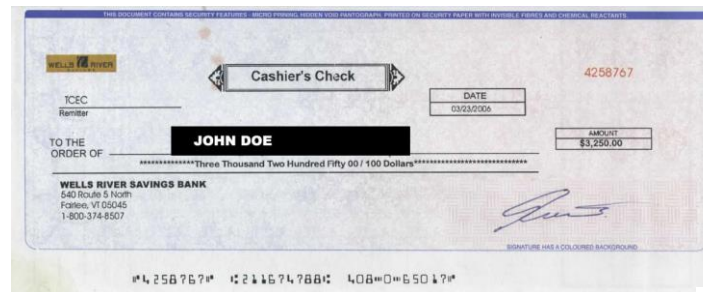 THIS DOCUMENT CONTAINS SECURITY FEATURES - MICRO PRINING, HIDDEN VOID PANTOGRAPH, PRINTED ON SECURITY PAPER WITH INVISIBLE FIBRES AND CHEMICAL REACTANTS.
WELLS RIVER
Cashier's Check
4258767
TCEC
Remitter
DATE
03/23/2006
TO THE
ORDER OF
JOHN DOE
AMOUNT
$3,250.00
**************Three Thousand Two Hundred Fifty 00 / 100 Dollars****************************
WELLS RIVER SAVINGS BANK
540 Route 5 North
Fairlee, VT 05045
1-800-374-8507
SIGNATURE HAS A COLOURED BACKGROUND
⑈4258767⑈ ⑆211674788⑆ 408⑈0⑈65017⑈